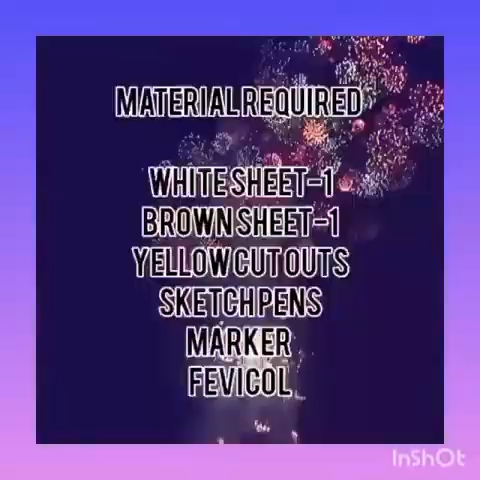 MATERIAL REQUIRED
WHITE SHEET-1
BROWN SHEET-1
YELLOW CUT OUTS
SKETCH PENS
MARKER
FEVICOL
InShOt